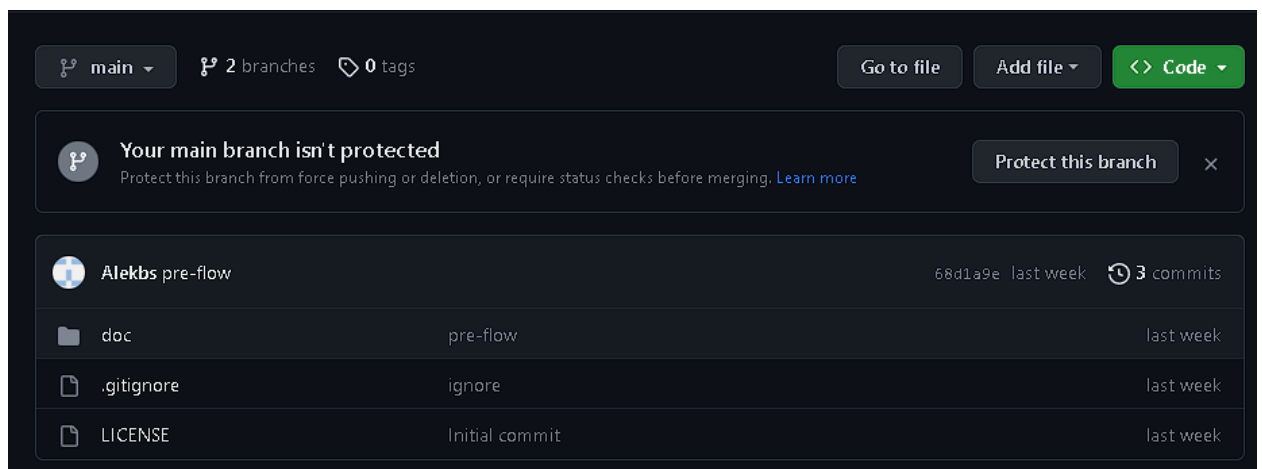 main 2 branches 0 tags Go to file Add file Code
Your main branch isn't protected
Protect this branch from force pushing or deletion, or require status checks before merging. Learn more
Protect this branch
Alekbs pre-flow 68d1a9e last week 3 commits
doc pre-flow last week
.gitignore ignore last week
LICENSE Initial commit last week